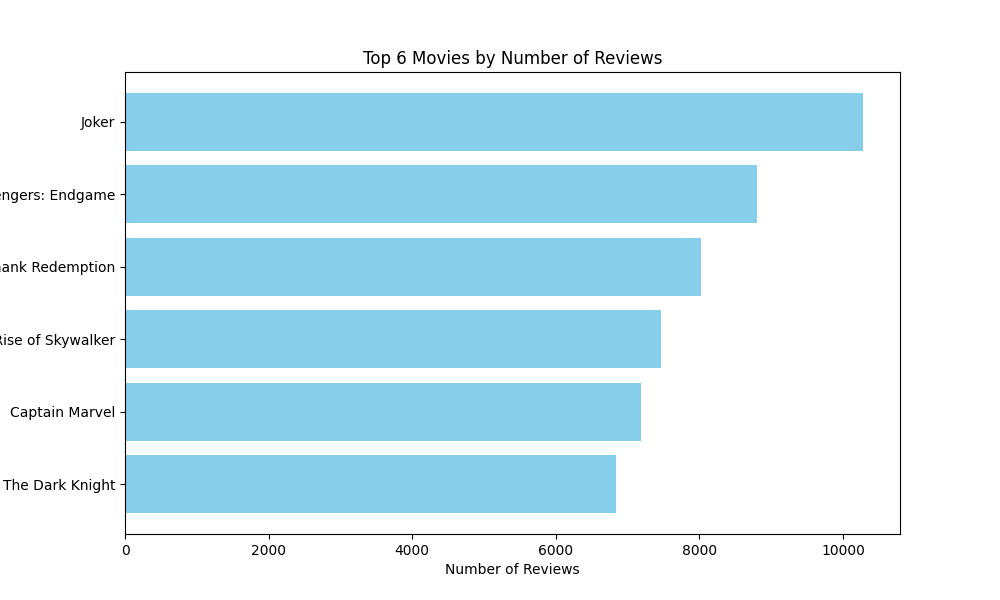 Top 6 Movies by Number of Reviews
Joker
engers: Endgame
ank Redemption
Rise of Skywalker
Captain Marvel
The Dark Knight
0 2000 4000 6000 8000 10000
Number of Reviews